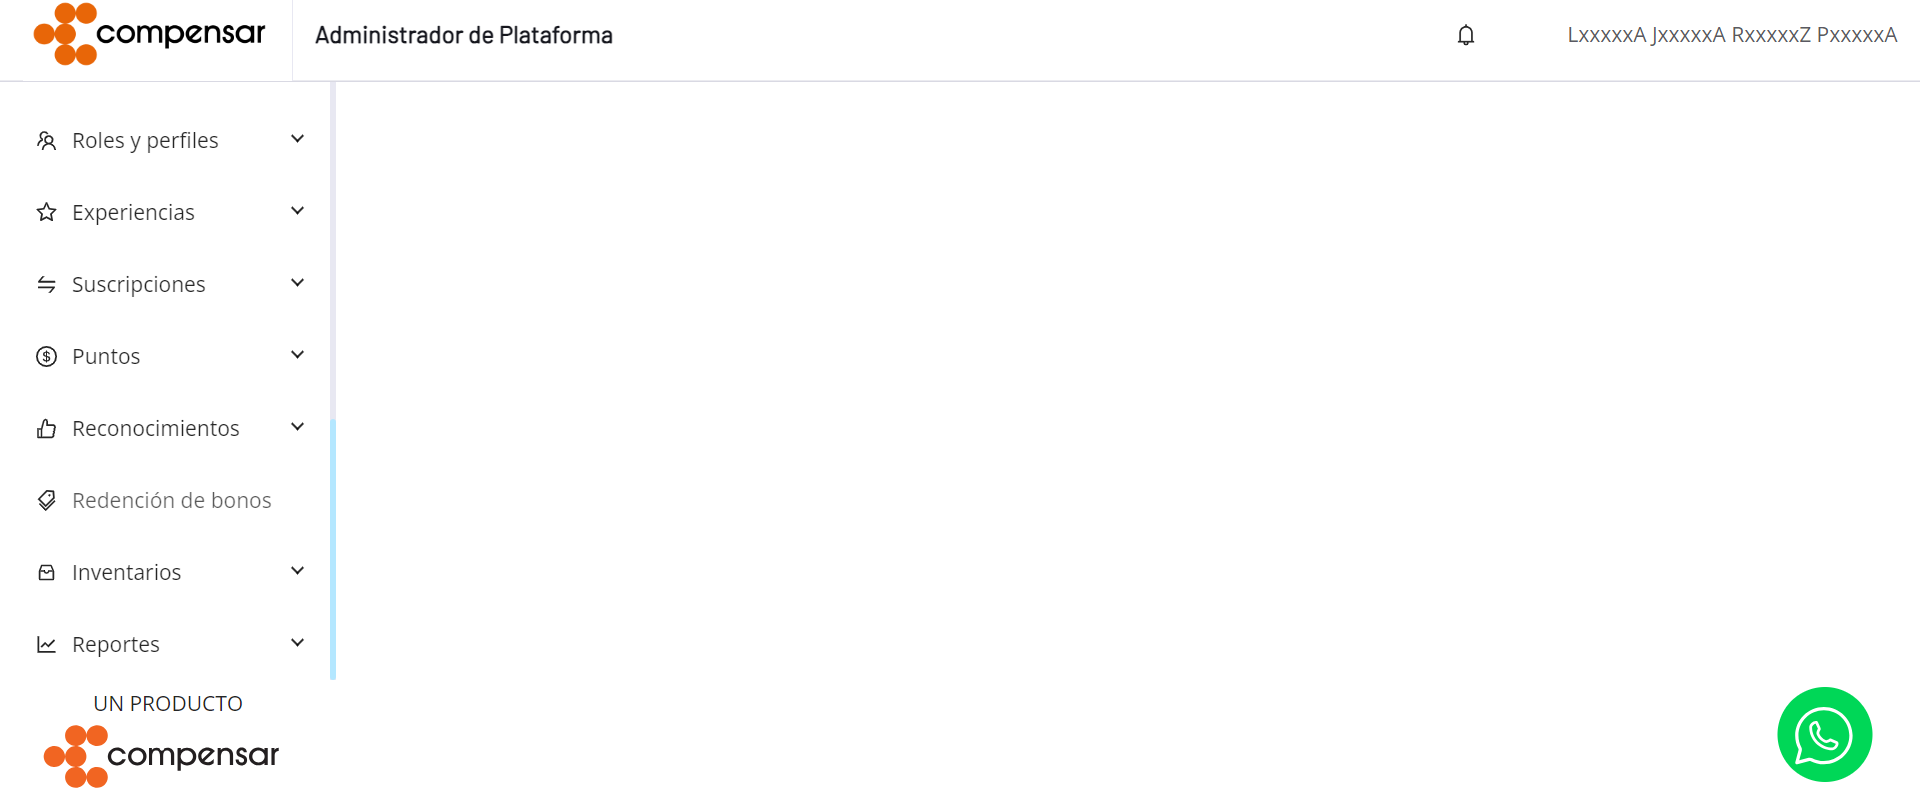 compensar
Administrador de Plataforma
LxxxxxA JxxxxxA RxxxxxZ PxxxxxA
Roles y perfiles
Experiencias
Suscripciones
Puntos
Reconocimientos
Redención de bonos
Inventarios
Reportes
UN PRODUCTO
compensar